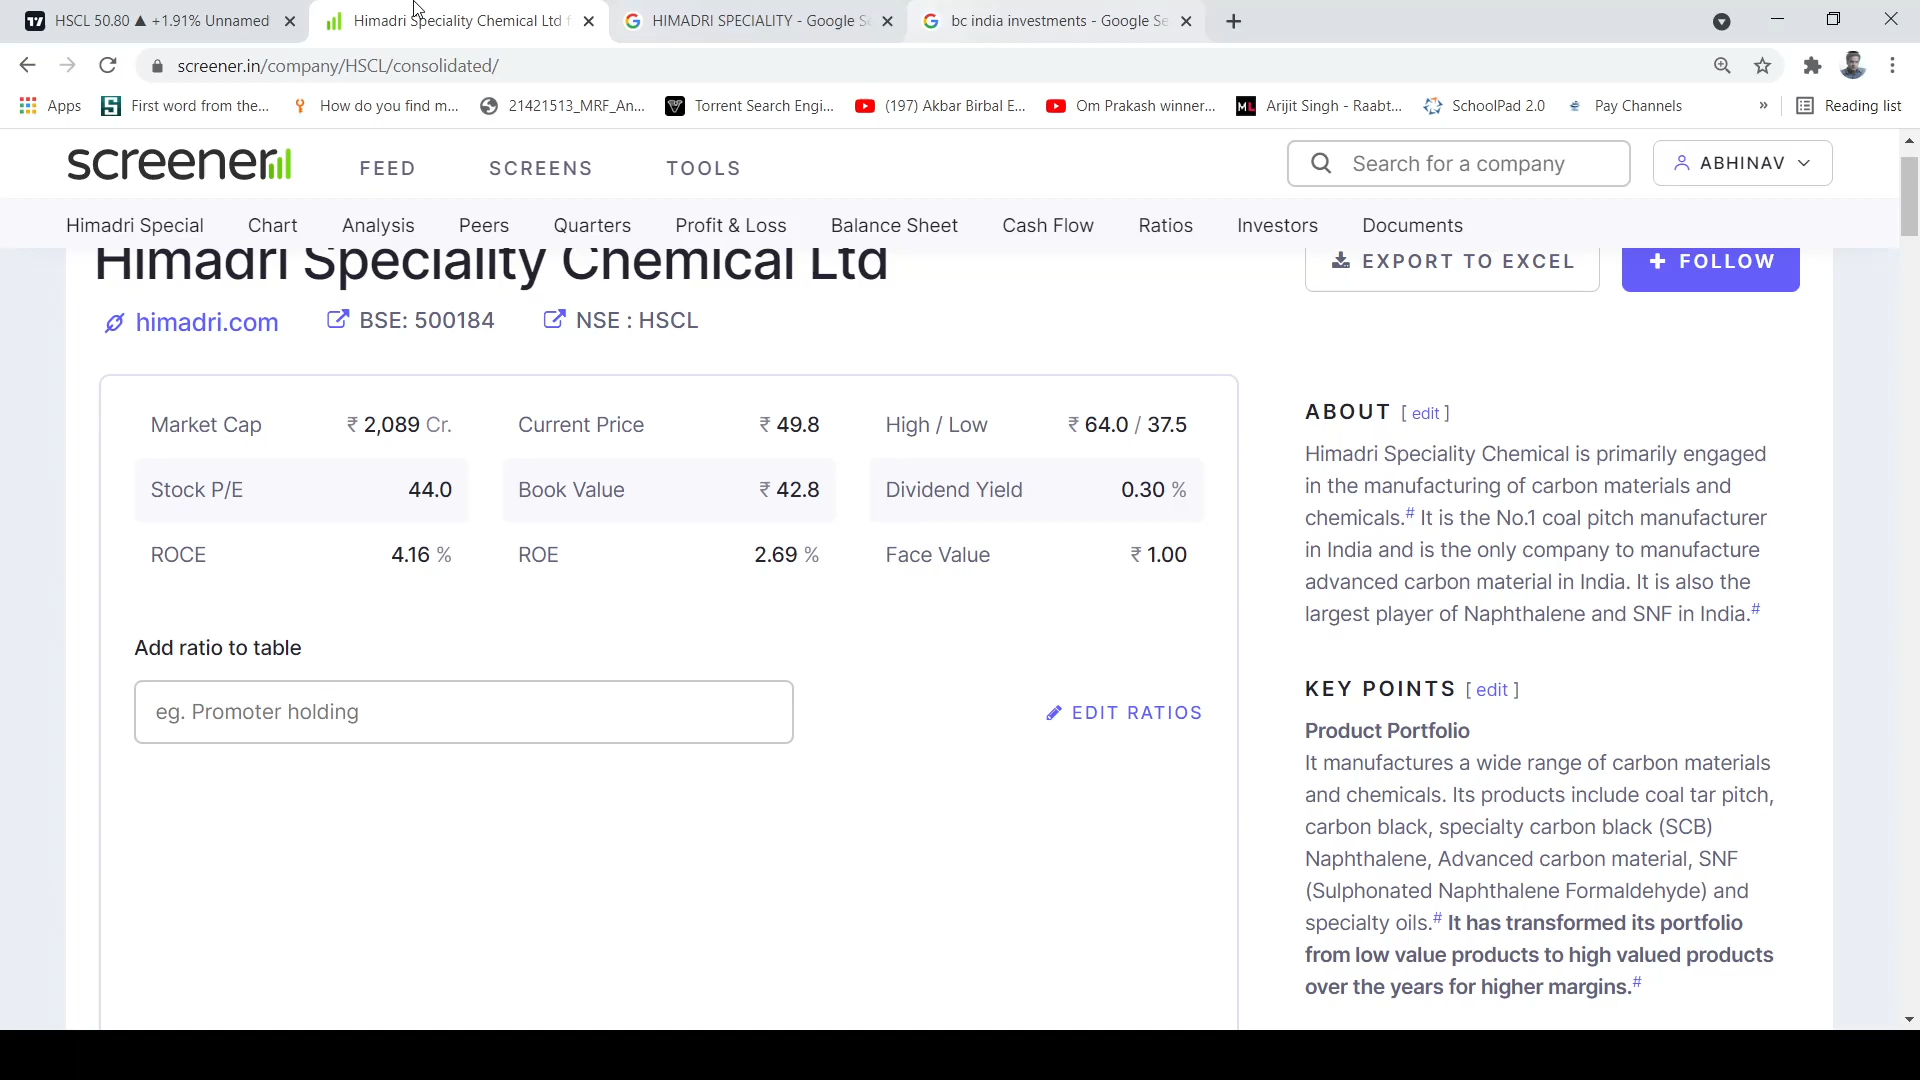 HSCL 50.80 ▲ +1.91% Unnamed
Himadri Speciality Chemical Ltd f
HIMADRI SPECIALITY - Google Se
bc india investments - Google Se
screener.in/company/HSCL/consolidated/
Apps
First word from the...
How do you find m...
21421513_MRF_An...
Torrent Search Engi...
(197) Akbar Birbal E...
Om Prakash winner...
Arijit Singh - Raabt...
SchoolPad 2.0
Pay Channels
»
Reading list
screener
FEED
SCREENS
TOOLS
Search for a company
ABHINAV
Himadri Special
Chart
Analysis
Peers
Quarters
Profit & Loss
Balance Sheet
Cash Flow
Ratios
Investors
Documents
Himadri Speciality Chemical Ltd
EXPORT TO EXCEL
+ FOLLOW
himadri.com
BSE: 500184
NSE : HSCL
Market Cap ₹ 2,089 Cr.
Current Price ₹ 49.8
High / Low ₹ 64.0 / 37.5
Stock P/E 44.0
Book Value ₹ 42.8
Dividend Yield 0.30 %
ROCE 4.16 %
ROE 2.69 %
Face Value ₹ 1.00
Add ratio to table
eg. Promoter holding
EDIT RATIOS
ABOUT [ edit ]
Himadri Speciality Chemical is primarily engaged
in the manufacturing of carbon materials and
chemicals.# It is the No.1 coal pitch manufacturer
in India and is the only company to manufacture
advanced carbon material in India. It is also the
largest player of Naphthalene and SNF in India.#
KEY POINTS [ edit ]
Product Portfolio
It manufactures a wide range of carbon materials
and chemicals. Its products include coal tar pitch,
carbon black, specialty carbon black (SCB)
Naphthalene, Advanced carbon material, SNF
(Sulphonated Naphthalene Formaldehyde) and
specialty oils.# It has transformed its portfolio
from low value products to high valued products
over the years for higher margins.#